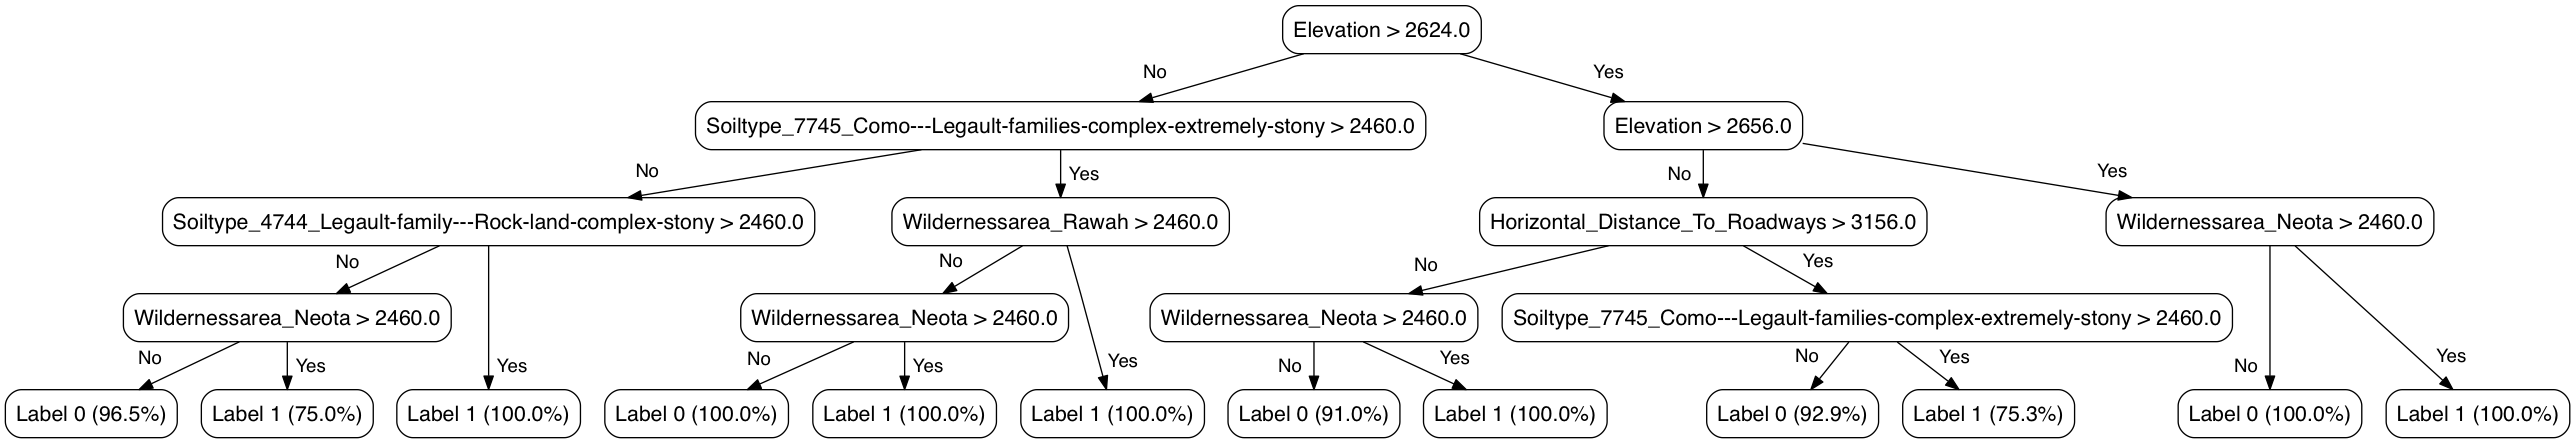 Elevation > 2624.0
No
Yes
Soiltype_7745_Como---Legault-families-complex-extremely-stony > 2460.0
Elevation > 2656.0
No
Yes
No
Yes
Soiltype_4744_Legault-family---Rock-land-complex-stony > 2460.0
Wildernessarea_Rawah > 2460.0
Horizontal_Distance_To_Roadways > 3156.0
Wildernessarea_Neota > 2460.0
No
No
No
Yes
Wildernessarea_Neota > 2460.0
Wildernessarea_Neota > 2460.0
Wildernessarea_Neota > 2460.0
Soiltype_7745_Como---Legault-families-complex-extremely-stony > 2460.0
No
Yes
Yes
No
Yes
Yes
No
Yes
No
Yes
No
Yes
Label 0 (96.5%)
Label 1 (75.0%)
Label 1 (100.0%)
Label 0 (100.0%)
Label 1 (100.0%)
Label 1 (100.0%)
Label 0 (91.0%)
Label 1 (100.0%)
Label 0 (92.9%)
Label 1 (75.3%)
Label 0 (100.0%)
Label 1 (100.0%)